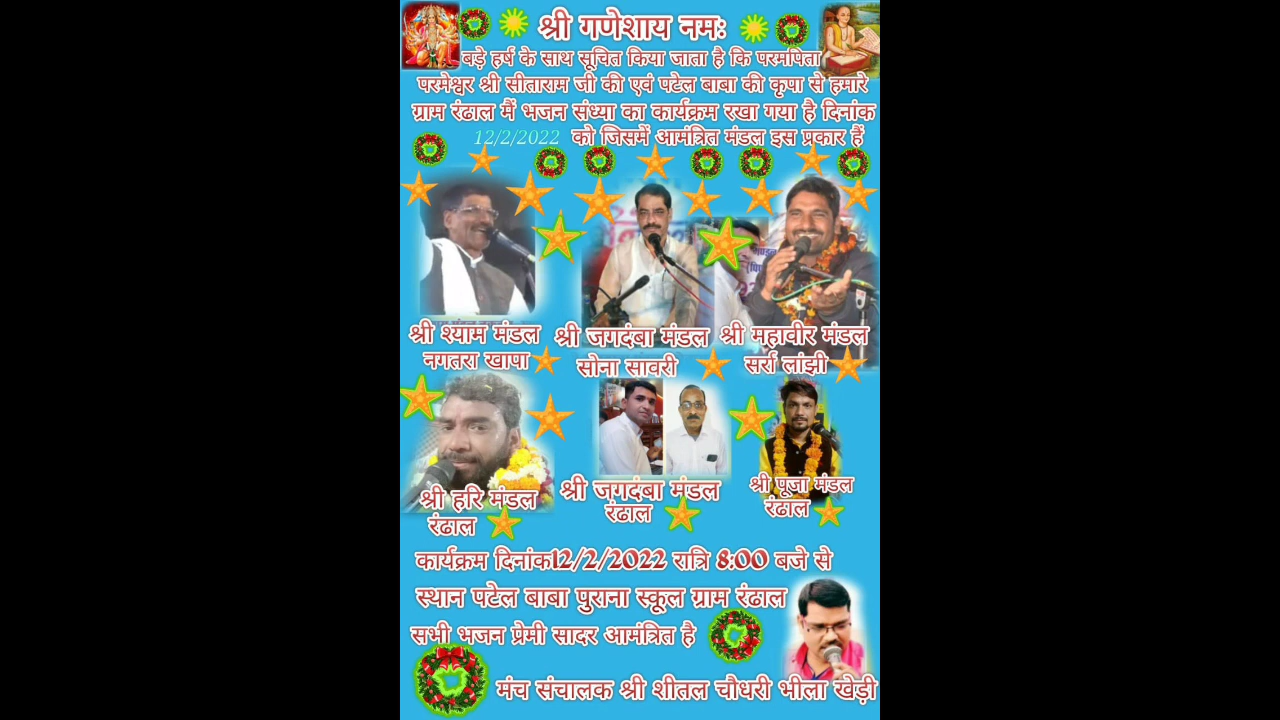 श्री गणेशाय नमः
बड़े हर्ष के साथ सूचित किया जाता है कि परमपिता
परमेश्वर श्री सीताराम जी की एवं पटेल बाबा की कृपा से हमारे
ग्राम रंढाल मैं भजन संध्या का कार्यक्रम रखा गया है दिनांक
12/2/2022 को जिसमें आमंत्रित मंडल इस प्रकार हैं
श्री श्याम मंडल
नगतरा खापा
श्री जगदंबा मंडल
सोना सावरी
श्री महावीर मंडल
सर्रा लांझी
श्री हरि मंडल
रंढाल
श्री जगदंबा मंडल
रंढाल
श्री पूजा मंडल
रंढाल
कार्यक्रम दिनांक12/2/2022 रात्रि 8:00 बजे से
स्थान पटेल बाबा पुराना स्कूल ग्राम रंढाल
सभी भजन प्रेमी सादर आमंत्रित है
मंच संचालक श्री शीतल चौधरी भीला खेड़ी